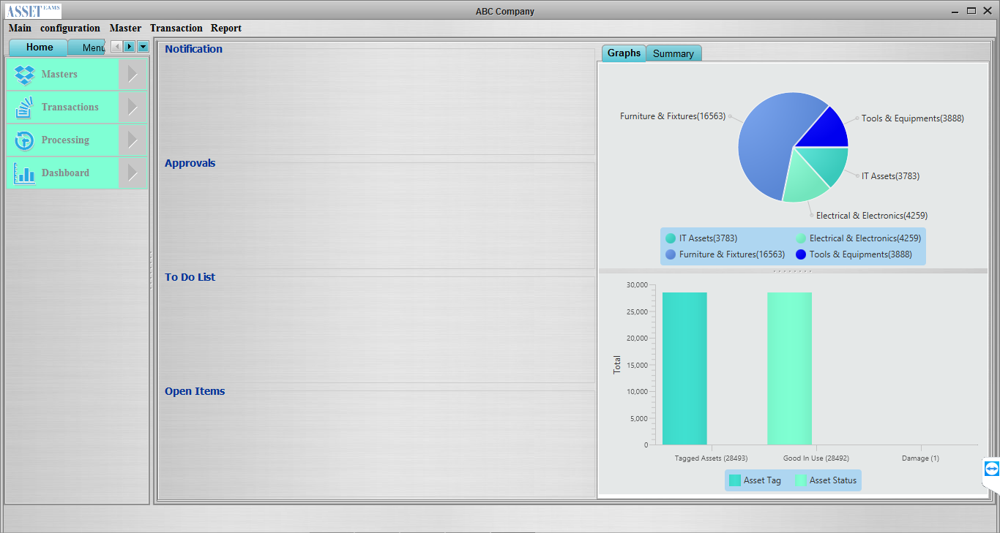 ASSETEAMS
ABC Company
Main configuration Master Transaction Report
Home Menu
Masters
Transactions
Processing
Dashboard
Notification
Approvals
To Do List
Open Items
Graphs Summary
Furniture & Fixtures(16563)
Tools & Equipments(3888)
IT Assets(3783)
Electrical & Electronics(4259)
IT Assets(3783) Electrical & Electronics(4259)
Furniture & Fixtures(16563) Tools & Equipments(3888)
Total
30,000
25,000
20,000
15,000
10,000
5,000
0
Tagged Assets (28493) Good In Use (28492) Damage (1)
Asset Tag Asset Status